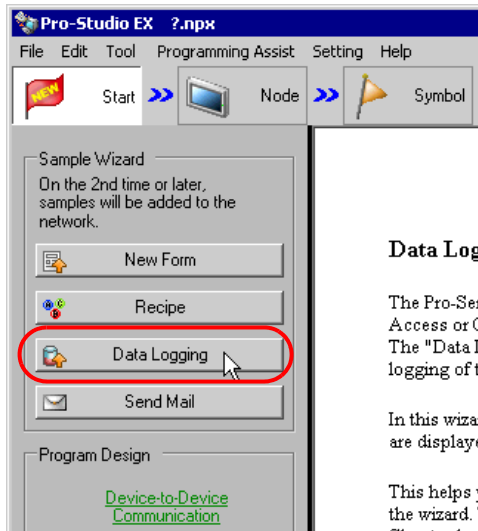 Pro-Studio EX ?.npx
File Edit Tool Programming Assist Setting Help
NEW Start Node Symbol
Sample Wizard
On the 2nd time or later,
samples will be added to the
network.
New Form
Recipe
Data Logging
Send Mail
Program Design
Device-to-Device
Communication
Data Log
The Pro-Se
Access or
The "Data
logging of t
In this wiza
are displaye
This helps
the wizard.